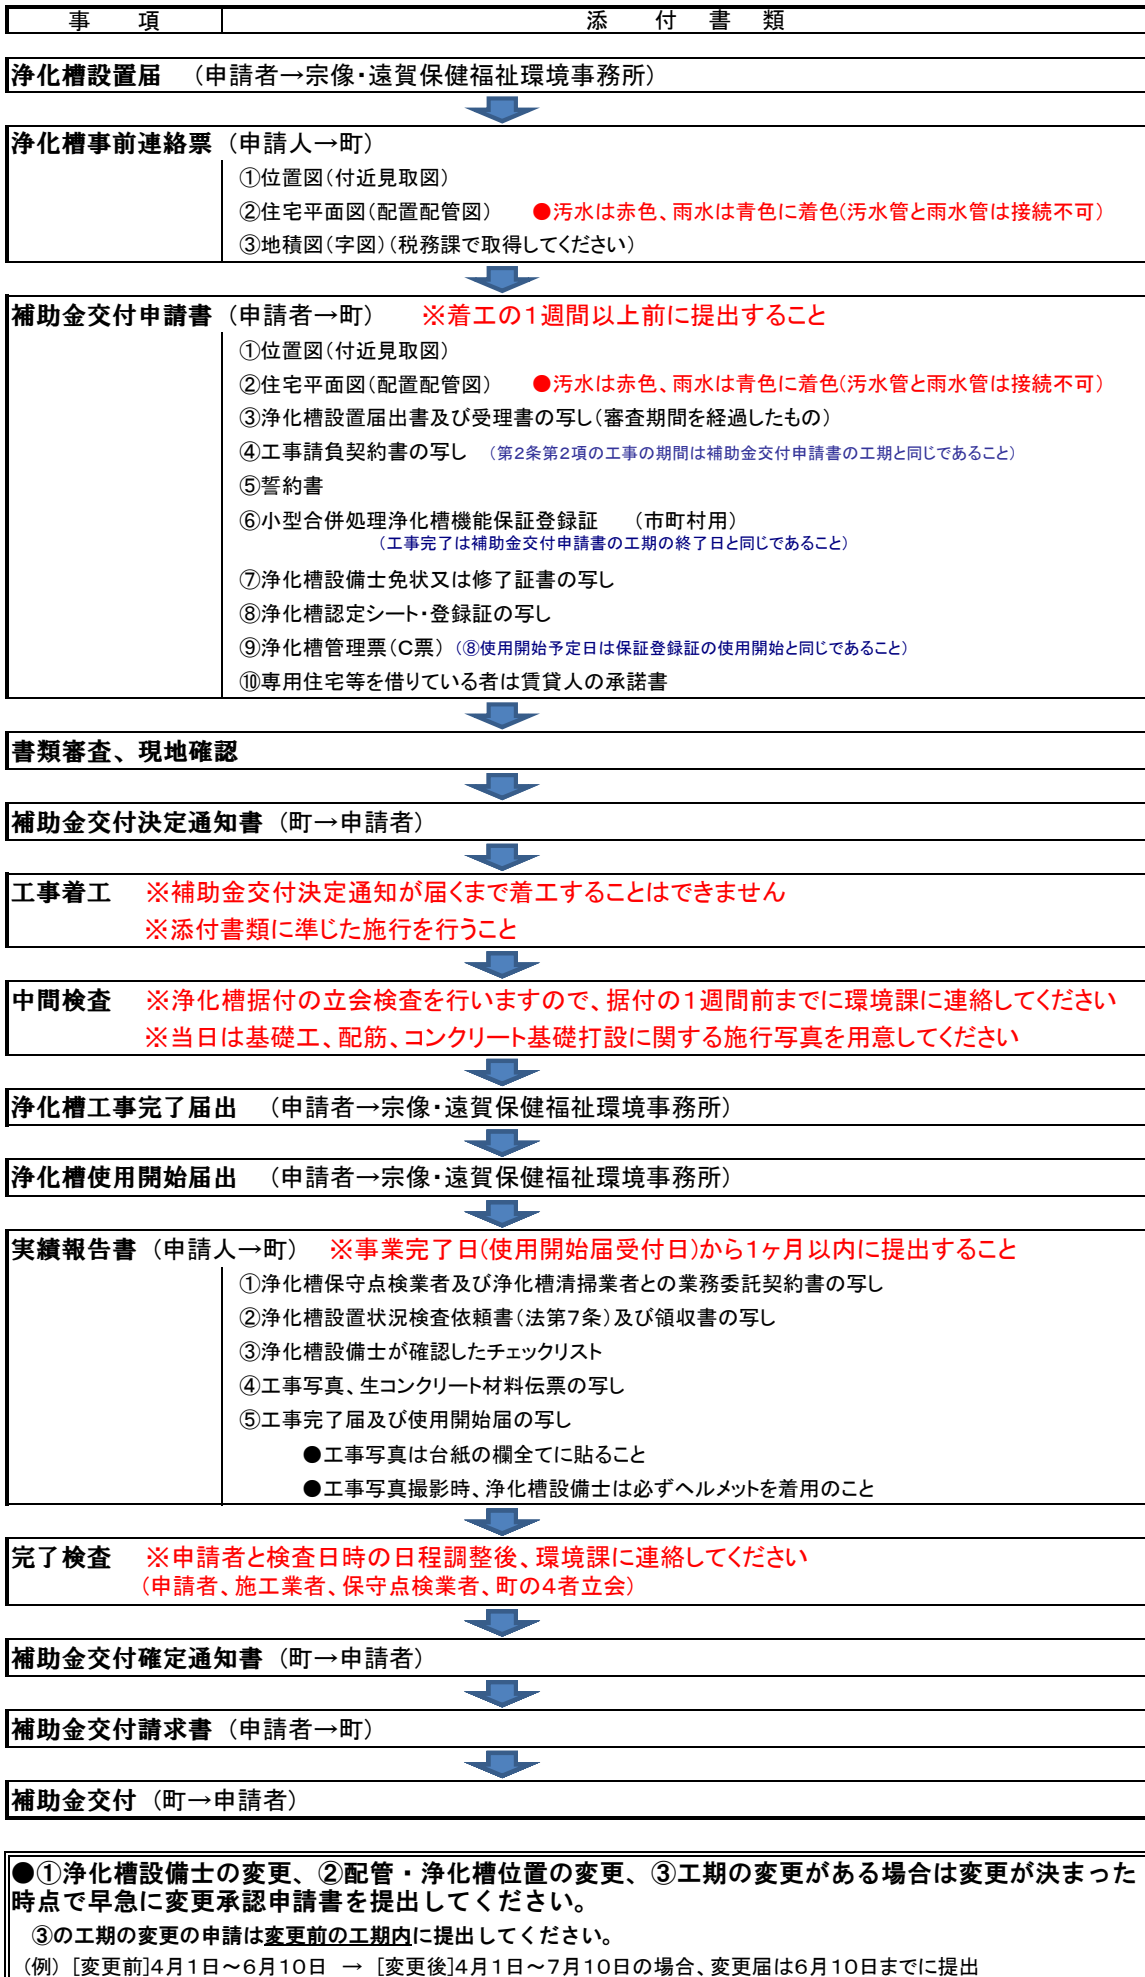 事　項　添　付　書　類
浄化槽設置届　（申請者→宗像・遠賀保健福祉環境事務所）
浄化槽事前連絡票（申請人→町）
①位置図（付近見取図）
②住宅平面図（配置配管図）　●汚水は赤色、雨水は青色に着色（汚水管と雨水管は接続不可）
③地積図（字図）（税務課で取得してください）
補助金交付申請書（申請者→町）　※着工の１週間以上前に提出すること
①位置図（付近見取図）
②住宅平面図（配置配管図）　●汚水は赤色、雨水は青色に着色（汚水管と雨水管は接続不可）
③浄化槽設置届出書及び受理書の写し（審査期間を経過したもの）
④工事請負契約書の写し　（第２条第２項の工事の期間は補助金交付申請書の工期と同じであること）
⑤誓約書
⑥小型合併処理浄化槽機能保証登録証　（市町村用）
（工事完了は補助金交付申請書の工期の終了日と同じであること）
⑦浄化槽設備士免状又は修了証書の写し
⑧浄化槽認定シート・登録証の写し
⑨浄化槽管理票（Ｃ票）（⑧使用開始予定日は保証登録証の使用開始と同じであること）
⑩専用住宅等を借りている者は賃貸人の承諾書
書類審査、現地確認
補助金交付決定通知書（町→申請者）
工事着工　※補助金交付決定通知が届くまで着工することはできません
※添付書類に準じた施行を行うこと
中間検査　※浄化槽据付の立会検査を行いますので、据付の１週間前までに環境課に連絡してください
※当日は基礎工、配筋、コンクリート基礎打設に関する施行写真を用意してください
浄化槽工事完了届出　（申請者→宗像・遠賀保健福祉環境事務所）
浄化槽使用開始届出　（申請者→宗像・遠賀保健福祉環境事務所）
実績報告書（申請人→町）　※事業完了日(使用開始届受付日)から１ヶ月以内に提出すること
①浄化槽保守点検業者及び浄化槽清掃業者との業務委託契約書の写し
②浄化槽設置状況検査依頼書（法第７条）及び領収書の写し
③浄化槽設備士が確認したチェックリスト
④工事写真、生コンクリート材料伝票の写し
⑤工事完了届及び使用開始届の写し
●工事写真は台紙の欄全てに貼ること
●工事写真撮影時、浄化槽設備士は必ずヘルメットを着用のこと
完了検査　※申請者と検査日時の日程調整後、環境課に連絡してください
（申請者、施工業者、保守点検業者、町の４者立会）
補助金交付確定通知書（町→申請者）
補助金交付請求書（申請者→町）
補助金交付（町→申請者）
●①浄化槽設備士の変更、②配管・浄化槽位置の変更、③工期の変更がある場合は変更が決まった
時点で早急に変更承認申請書を提出してください。
③の工期の変更の申請は変更前の工期内に提出してください。
（例）［変更前］４月１日～６月１０日　→　［変更後］４月１日～７月１０日の場合、変更届は６月１０日までに提出